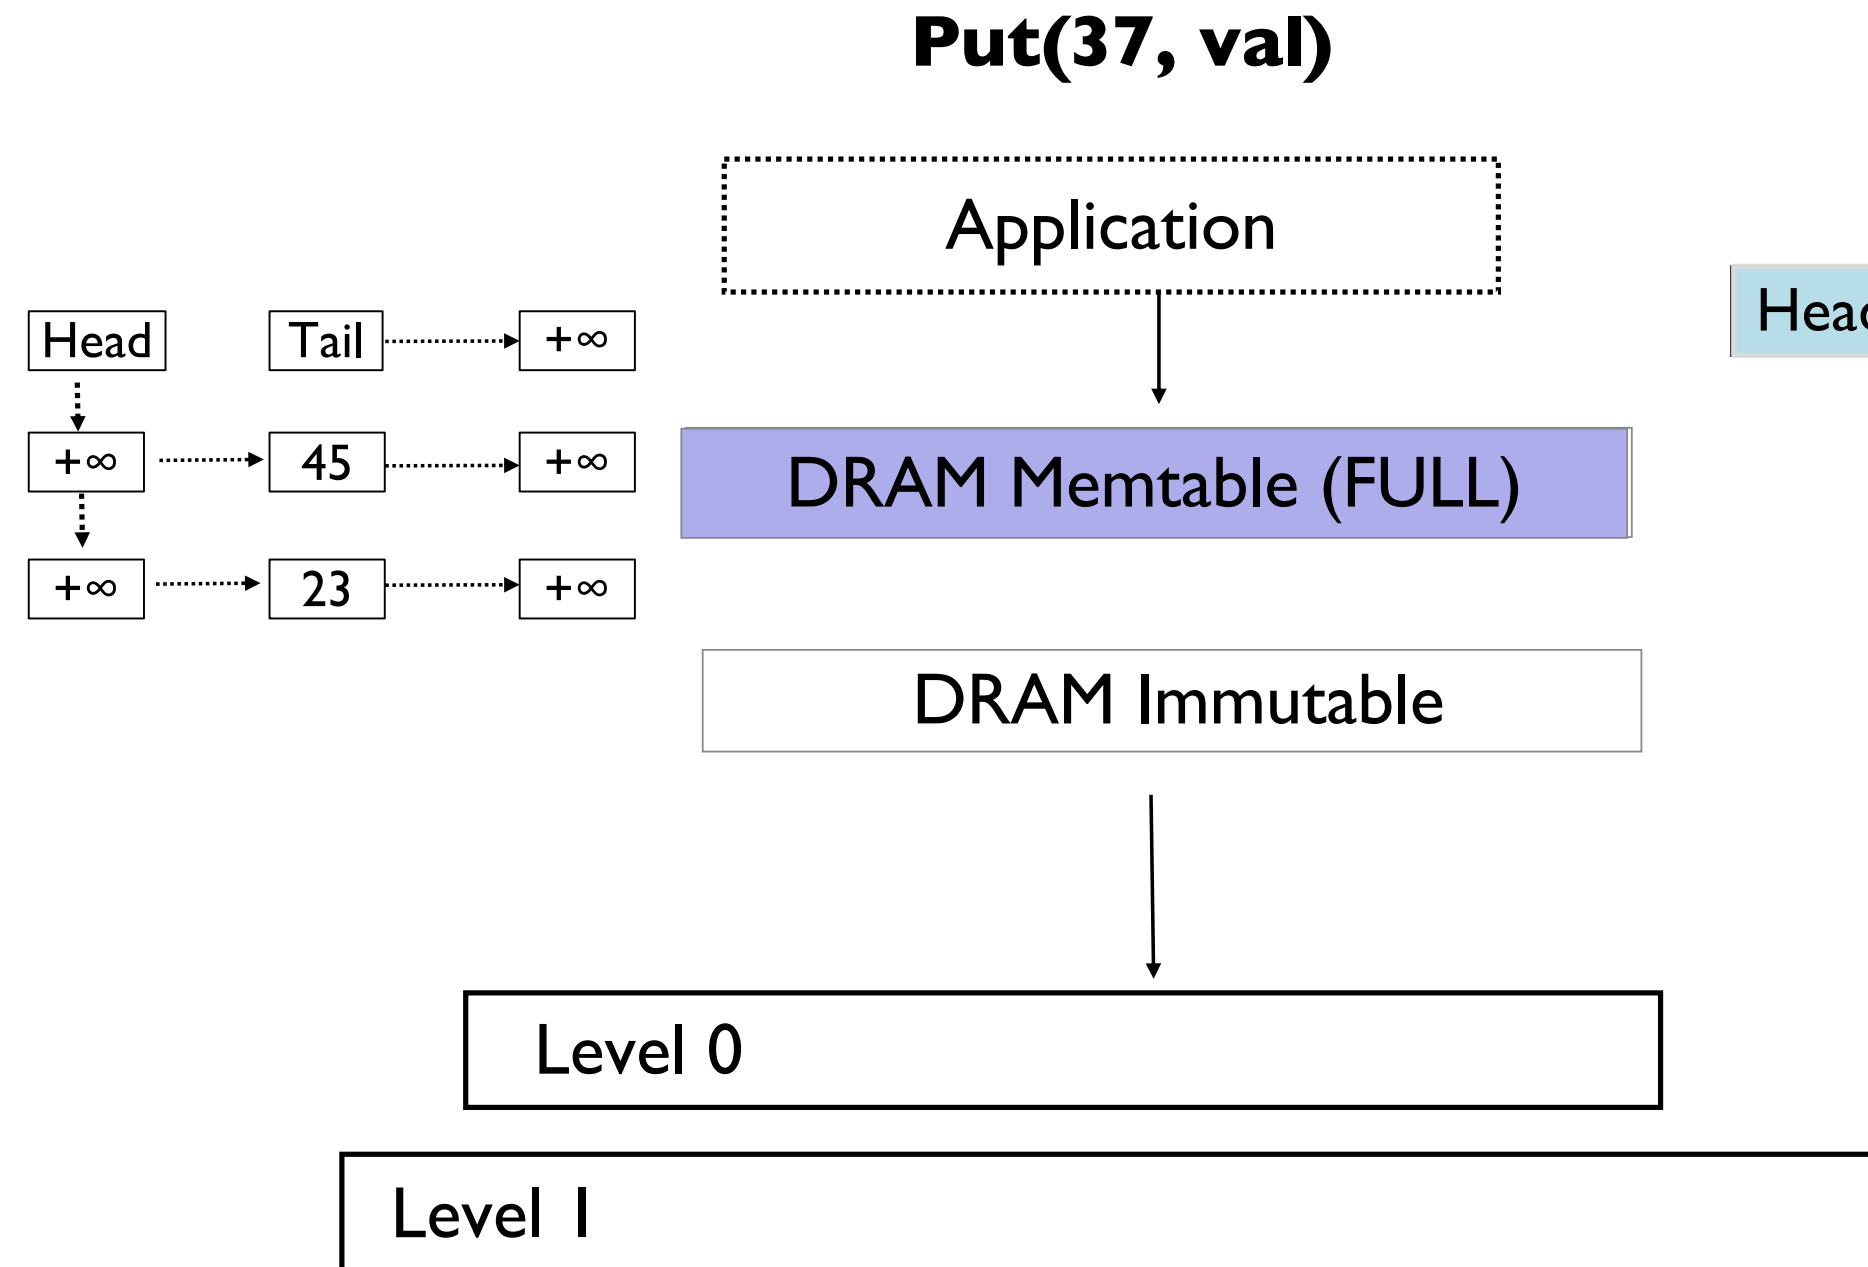 Put(37, val)
Application
Head Tail +∞
+∞ 45 +∞
+∞ 23 +∞
DRAM Memtable (FULL)
DRAM Immutable
Level 0
Level 1